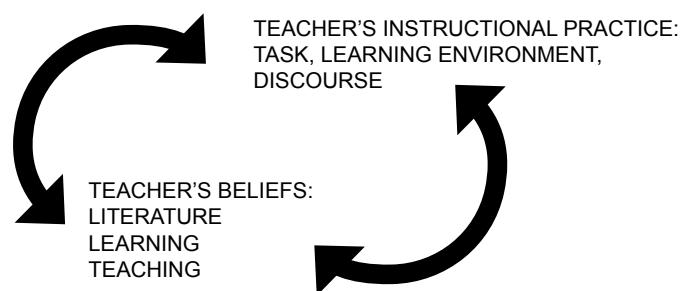 TEACHER’S INSTRUCTIONAL PRACTICE:
TASK, LEARNING ENVIRONMENT,
DISCOURSE
TEACHER’S BELIEFS:
LITERATURE
LEARNING
TEACHING